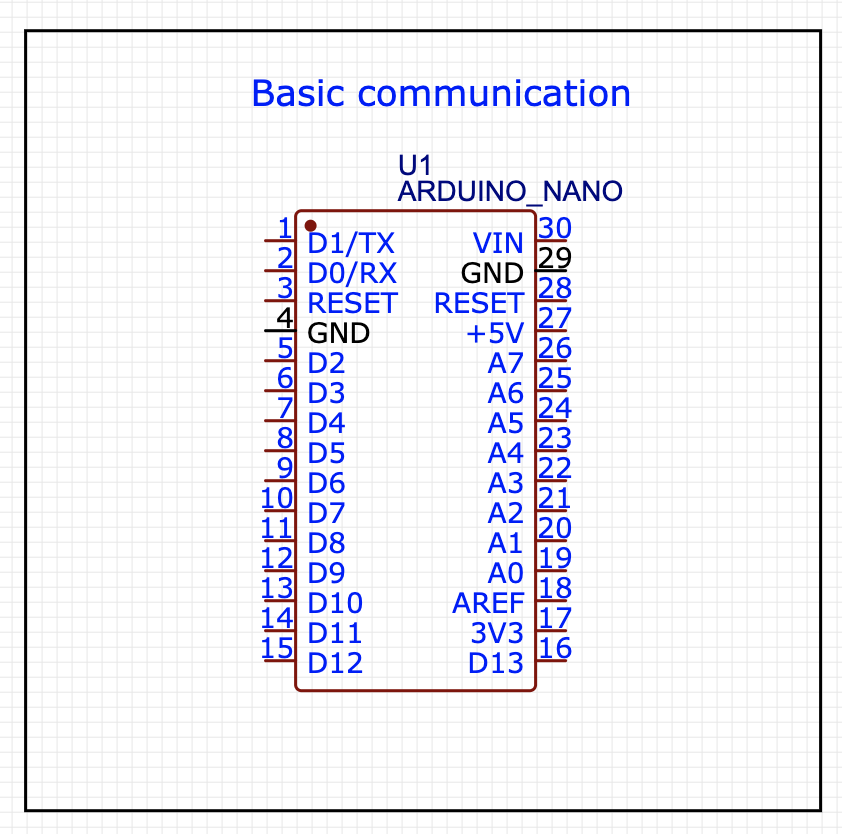 Basic communication
U1
ARDUINO_NANO
1 D1/TX VIN 30
2 D0/RX GND 29
3 RESET RESET 28
4 GND +5V 27
5 D2 A7 26
6 D3 A6 25
7 D4 A5 24
8 D5 A4 23
9 D6 A3 22
10 D7 A2 21
11 D8 A1 20
12 D9 A0 19
13 D10 AREF 18
14 D11 3V3 17
15 D12 D13 16